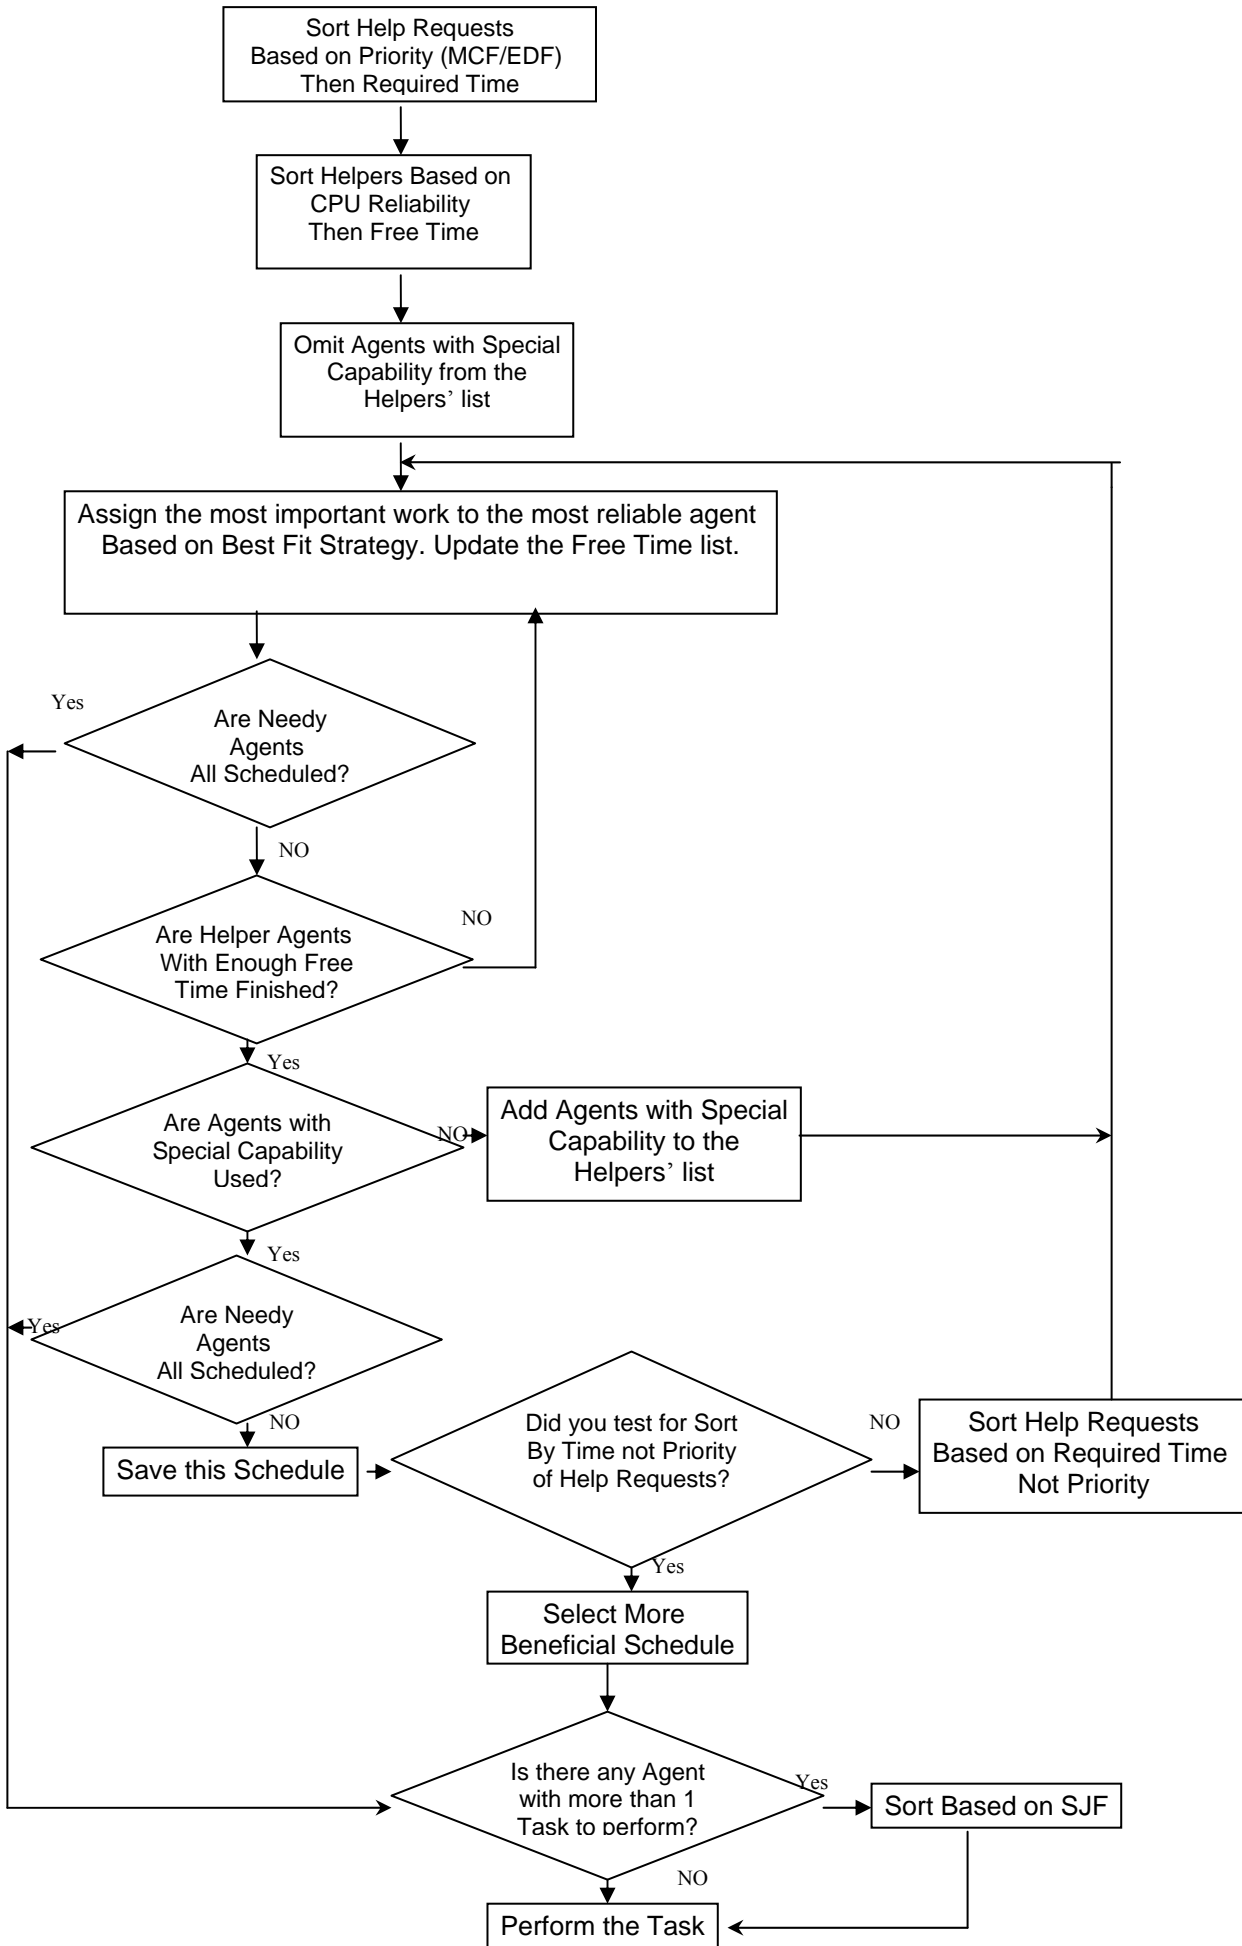 Sort Help Requests
Based on Priority (MCF/EDF)
Then Required Time
Sort Helpers Based on
CPU Reliability
Then Free Time
Omit Agents with Special
Capability from the
Helpers’ list
Assign the most important work to the most reliable agent
Based on Best Fit Strategy. Update the Free Time list.
Yes
Are Needy
Agents
All Scheduled?
NO
NO
Are Helper Agents
With Enough Free
Time Finished?
Yes
Are Agents with
Special Capability
Used?
NO
Add Agents with Special
Capability to the
Helpers’ list
Yes
Yes
Are Needy
Agents
All Scheduled?
NO
Save this Schedule
Did you test for Sort
By Time not Priority
of Help Requests?
NO
Sort Help Requests
Based on Required Time
Not Priority
Yes
Select More
Beneficial Schedule
Is there any Agent
with more than 1
Task to perform?
Yes
Sort Based on SJF
NO
Perform the Task